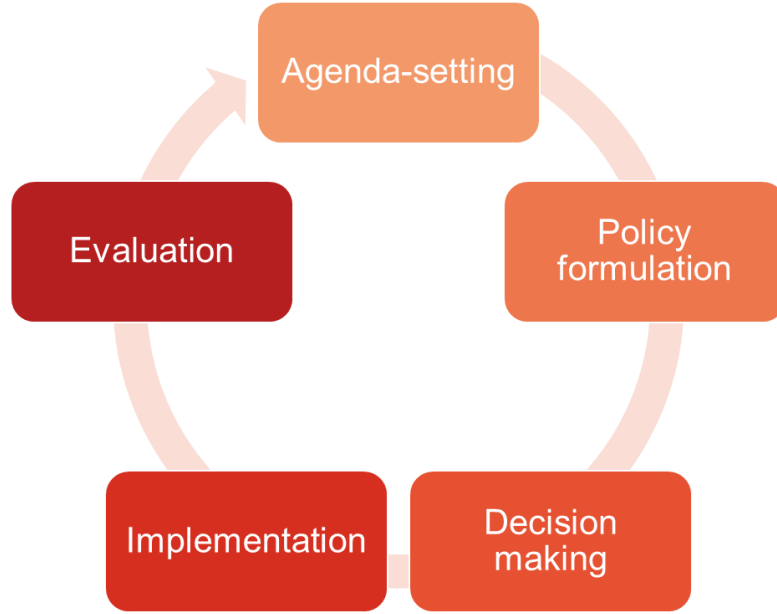 Agenda-setting
Policy
formulation
Decision
making
Implementation
Evaluation